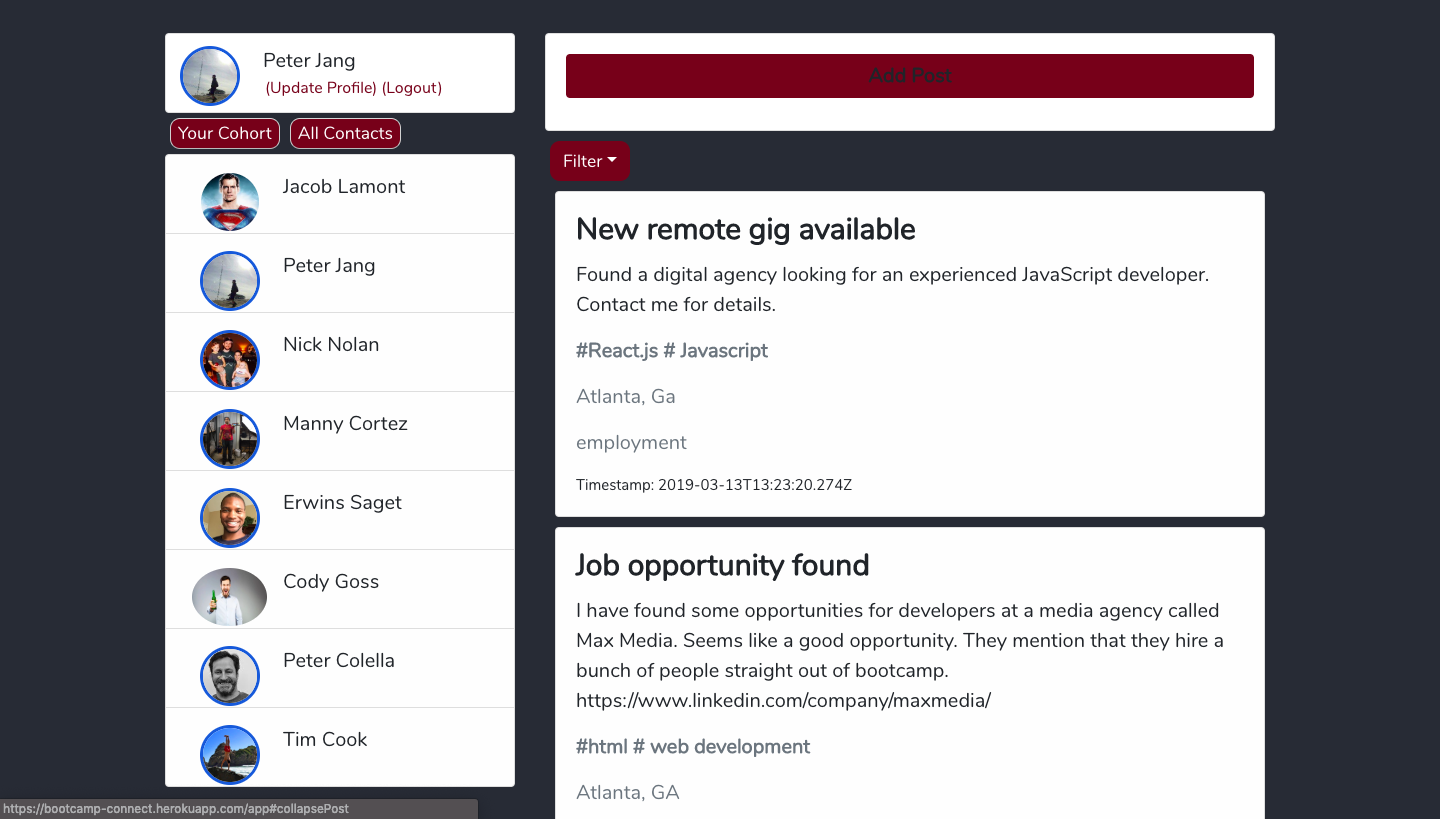 Peter Jang
(Update Profile) (Logout)
Your Cohort All Contacts
Jacob Lamont
Peter Jang
Nick Nolan
Manny Cortez
Erwins Saget
Cody Goss
Peter Colella
Tim Cook
Add Post
Filter
New remote gig available
Found a digital agency looking for an experienced JavaScript developer.
Contact me for details.
#React.js # Javascript
Atlanta, Ga
employment
Timestamp: 2019-03-13T13:23:20.274Z
Job opportunity found
I have found some opportunities for developers at a media agency called
Max Media. Seems like a good opportunity. They mention that they hire a
bunch of people straight out of bootcamp.
https://www.linkedin.com/company/maxmedia/
#html # web development
Atlanta, GA
https://bootcamp-connect.herokuapp.com/app#collapsePost